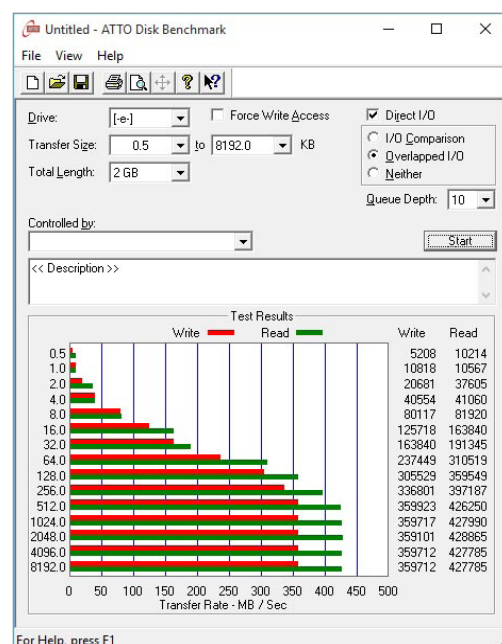 Untitled - ATTO Disk Benchmark
File View Help
Drive: [-e-] Force Write Access Direct I/O
Transfer Size: 0.5 to 8192.0 KB I/O Comparison
Overlapped I/O
Total Length: 2 GB Neither
Queue Depth: 10
Controlled by:
Start
<< Description >>
Test Results
Write Read Write Read
0.5 5208 10214
1.0 10818 10567
2.0 20681 37605
4.0 40554 41060
8.0 80117 81920
16.0 125718 163840
32.0 163840 191345
64.0 237449 310519
128.0 305529 359549
256.0 336801 397187
512.0 359923 426250
1024.0 359717 427990
2048.0 359101 428865
4096.0 359712 427785
8192.0 359712 427785
0 50 100 150 200 250 300 350 400 450 500
Transfer Rate - MB / Sec
For Help, press F1